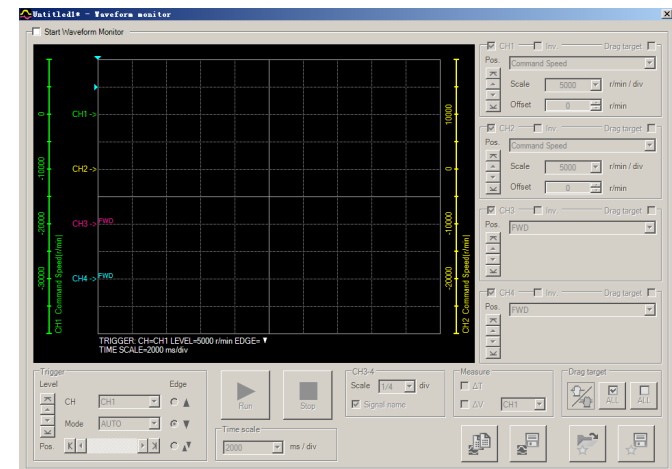 Untitled1* - Waveform monitor
Start Waveform Monitor
CH1 Inv. Drag target
Pos. Command Speed
Scale 5000 r/min / div
Offset 0 r/min
CH2 Inv. Drag target
Pos. Command Speed
Scale 5000 r/min / div
Offset 0 r/min
CH3 Inv. Drag target
Pos. FWD
CH4 Inv. Drag target
Pos. FWD
0
-10000
-20000
-30000
CH1 Command Speed[r/min]
CH1 ->
CH2 ->
CH3 -> FWD
CH4 -> FWD
10000
0
-10000
-20000
CH2 Command Speed[r/min]
TRIGGER: CH=CH1 LEVEL=5000 r/min EDGE=
TIME SCALE=2000 ms/div
Trigger
Level Edge
CH CH1
Mode AUTO
Pos.
Run
Stop
Time scale
2000 ms / div
CH3-4
Scale 1/4 div
Signal name
Measure
ΔT
ΔV CH1
Drag target
ALL ALL